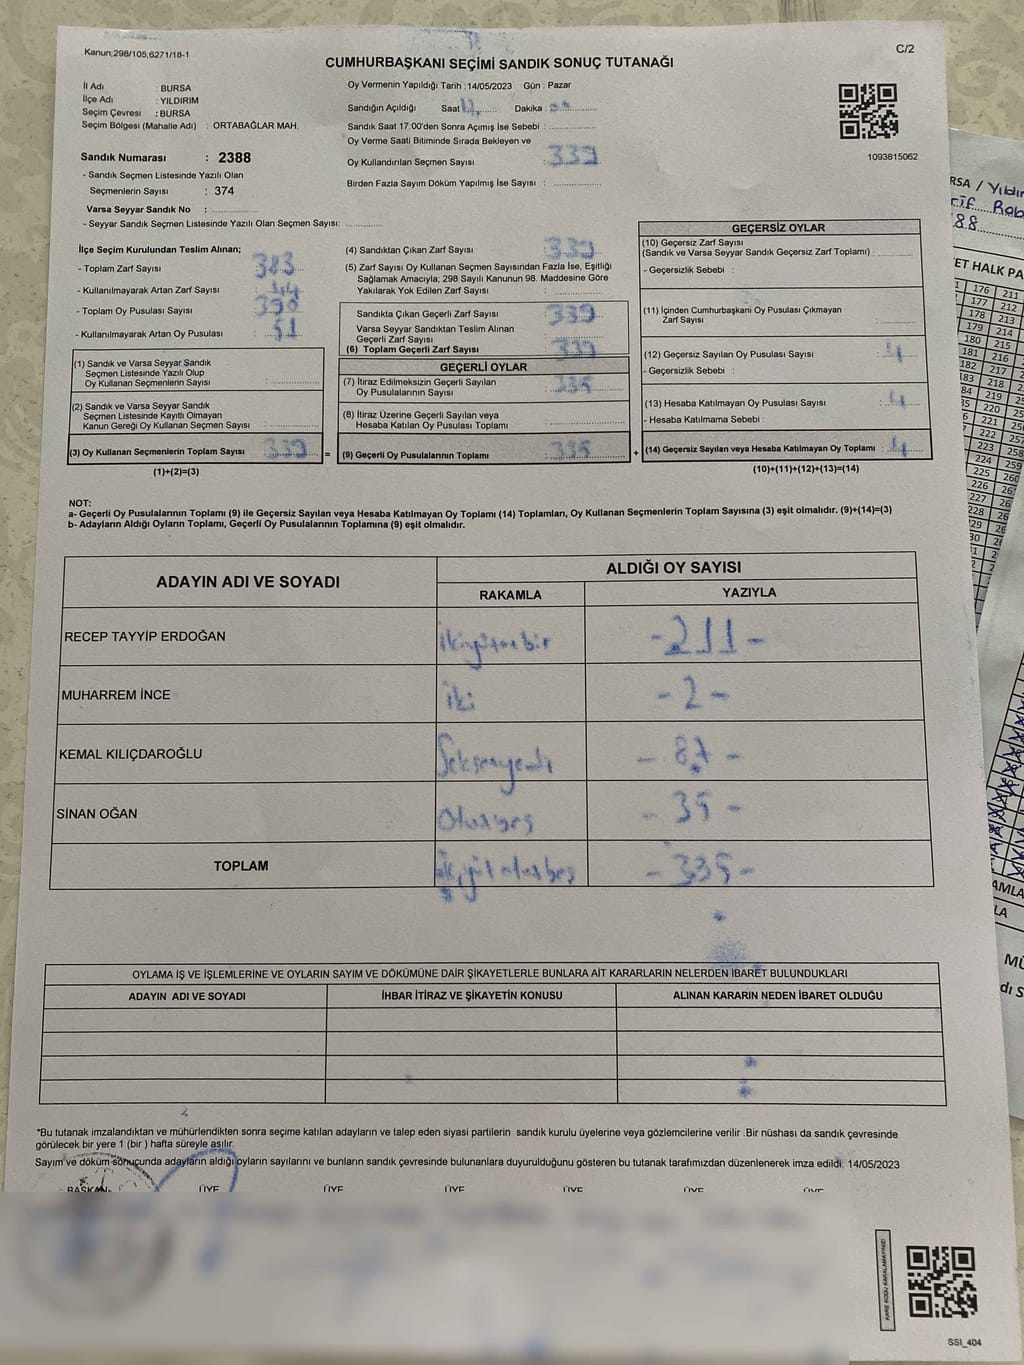 Kanun;298/105;6271/18-1
C/2
CUMHURBAŞKANI SEÇİMİ SANDIK SONUÇ TUTANAĞI
İl Adı : BURSA
İlçe Adı : YILDIRIM
Seçim Çevresi : BURSA
Seçim Bölgesi (Mahalle Adı) : ORTABAĞLAR MAH.
Sandık Numarası : 2388
- Sandık Seçmen Listesinde Yazılı Olan
Seçmenlerin Sayısı : 374
Varsa Seyyar Sandık No :
- Seyyar Sandık Seçmen Listesinde Yazılı Olan Seçmen Sayısı:
Oy Vermenin Yapıldığı Tarih :14/05/2023 Gün : Pazar
Sandığın Açıldığı Saat 17 Dakika :
Sandık Saat 17.00'den Sonra Açımış İse Sebebi :
Oy Verme Saati Bitiminde Sırada Bekleyen ve
Oy Kullandırılan Seçmen Sayısı : 339
Birden Fazla Sayım Döküm Yapılmış İse Sayısı :
1093815062
İlçe Seçim Kurulundan Teslim Alınan;
- Toplam Zarf Sayısı 383
- Kullanılmayarak Artan Zarf Sayısı : 44
- Toplam Oy Pusulası Sayısı : 390
- Kullanılmayarak Artan Oy Pusulası : 51
(1) Sandık ve Varsa Seyyar Sandık
Seçmen Listesinde Yazılı Olup
Oy Kullanan Seçmenlerin Sayısı :
(2) Sandık ve Varsa Seyyar Sandık
Seçmen Listesinde Kayıtlı Olmayan
Kanun Gereği Oy Kullanan Seçmen Sayısı :
(3) Oy Kullanan Seçmenlerin Toplam Sayısı : 339 =
(1)+(2)=(3)
(4) Sandıktan Çıkan Zarf Sayısı : 339
(5) Zarf Sayısı Oy Kullanan Seçmen Sayısından Fazla İse, Eşitliği
Sağlamak Amacıyla; 298 Sayılı Kanunun 98. Maddesine Göre
Yakılarak Yok Edilen Zarf Sayısı :
Sandıkta Çıkan Geçerli Zarf Sayısı : 339
Varsa Seyyar Sandıktan Teslim Alınan
Geçerli Zarf Sayısı :
(6) Toplam Geçerli Zarf Sayısı : 339
GEÇERLİ OYLAR
(7) İtiraz Edilmeksizin Geçerli Sayılan
Oy Pusulasının Sayısı : 335
(8) İtiraz Üzerine Geçerli Sayılan veya
Hesaba Katılan Oy Pusulası Toplamı :
(9) Geçerli Oy Pusulalarının Toplamı : 335 +
GEÇERSİZ OYLAR
(10) Geçersiz Zarf Sayısı
(Sandık ve Varsa Seyyar Sandık Geçersiz Zarf Toplamı) :
- Geçersizlik Sebebi :
(11) İçinden Cumhurbaşkanı Oy Pusulası Çıkmayan
Zarf Sayısı :
(12) Geçersiz Sayılan Oy Pusulası Sayısı : 4
- Geçersizlik Sebebi :
(13) Hesaba Katılmayan Oy Pusulası Sayısı : 4
- Hesaba Katılmama Sebebi :
(14) Geçersiz Sayılan veya Hesaba Katılmayan Oy Toplamı : 4
(10)+(11)+(12)+(13)=(14)
NOT:
a- Geçerli Oy Pusulalarının Toplamı (9) ile Geçersiz Sayılan veya Hesaba Katılmayan Oy Toplamı (14) Toplamları, Oy Kullanan Seçmenlerin Toplam Sayısına (3) eşit olmalıdır. (9)+(14)=(3)
b- Adayların Aldığı Oyların Toplamı, Geçerli Oy Pusulalarının Toplamına (9) eşit olmalıdır.
ADAYIN ADI VE SOYADI
ALDIĞI OY SAYISI
RAKAMLA YAZIYLA
RECEP TAYYİP ERDOĞAN ikiyüzonbir -211-
MUHARREM İNCE iki -2-
KEMAL KILIÇDAROĞLU Seksenyedi -87-
SİNAN OĞAN Otuzbeş -35-
TOPLAM -335-
OYLAMA İŞ VE İŞLEMLERİNE VE OYLARIN SAYIM VE DÖKÜMÜNE DAİR ŞİKAYETLERLE BUNLARA AİT KARARLARIN NELERDEN İBARET BULUNDUKLARI
ADAYIN ADI VE SOYADI İHBAR İTİRAZ VE ŞİKAYETİN KONUSU ALINAN KARARIN NEDEN İBARET OLDUĞU
*Bu tutanak imzalandıktan ve mühürlendikten sonra seçime katılan adayların ve talep eden siyasi partilerin sandık kurulu üyelerine veya gözlemcilerine verilir .Bir nüshası da sandık çevresinde
görülecek bir yere 1 (bir ) hafta süreyle asılır.
Sayım ve döküm sonucunda adayların aldığı oyların sayılarını ve bunların sandık çevresinde bulunanlara duyurulduğunu gösteren bu tutanak tarafımızdan düzenlenerek imza edildi. 14/05/2023
BAŞKAN ÜYE ÜYE ÜYE ÜYE ÜYE ÜYE
SSI_404
RSA / Yıldır
88
ET HALK PA
176 211
177 212
178 213
179 214
180 215
181 216
182 217
183 218
84 219
220
221
222
223 258
224 259
225 260
226
227
228